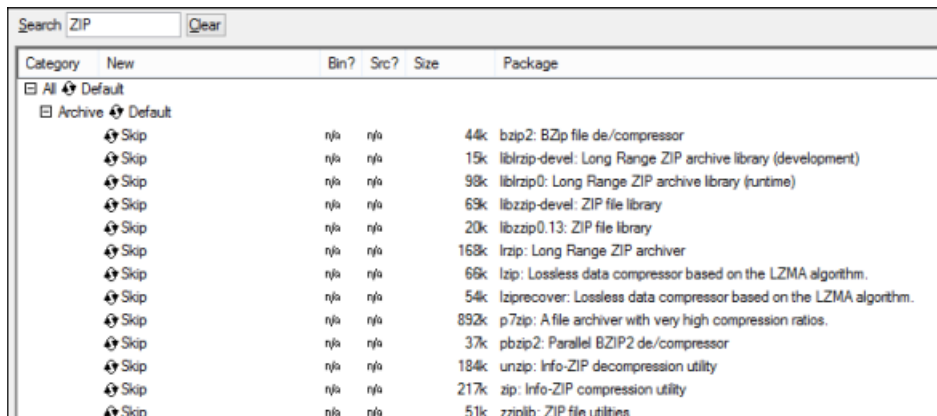 Search ZIP Clear
Category New Bin? Src? Size Package
All Default
Archive Default
Skip n/a n/a 44k bzip2: BZip file de/compressor
Skip n/a n/a 15k liblrzip-devel: Long Range ZIP archive library (development)
Skip n/a n/a 98k liblrzip0: Long Range ZIP archive library (runtime)
Skip n/a n/a 69k libzzip-devel: ZIP file library
Skip n/a n/a 20k libzzip0.13: ZIP file library
Skip n/a n/a 168k lrzip: Long Range ZIP archiver
Skip n/a n/a 66k lzip: Lossless data compressor based on the LZMA algorithm.
Skip n/a n/a 54k lziprecover: Lossless data compressor based on the LZMA algorithm.
Skip n/a n/a 892k p7zip: A file archiver with very high compression ratios.
Skip n/a n/a 37k pbzip2: Parallel BZIP2 de/compressor
Skip n/a n/a 184k unzip: Info-ZIP decompression utility
Skip n/a n/a 217k zip: Info-ZIP compression utility
Skip n/a n/a 51k zziplib: ZIP file utilities